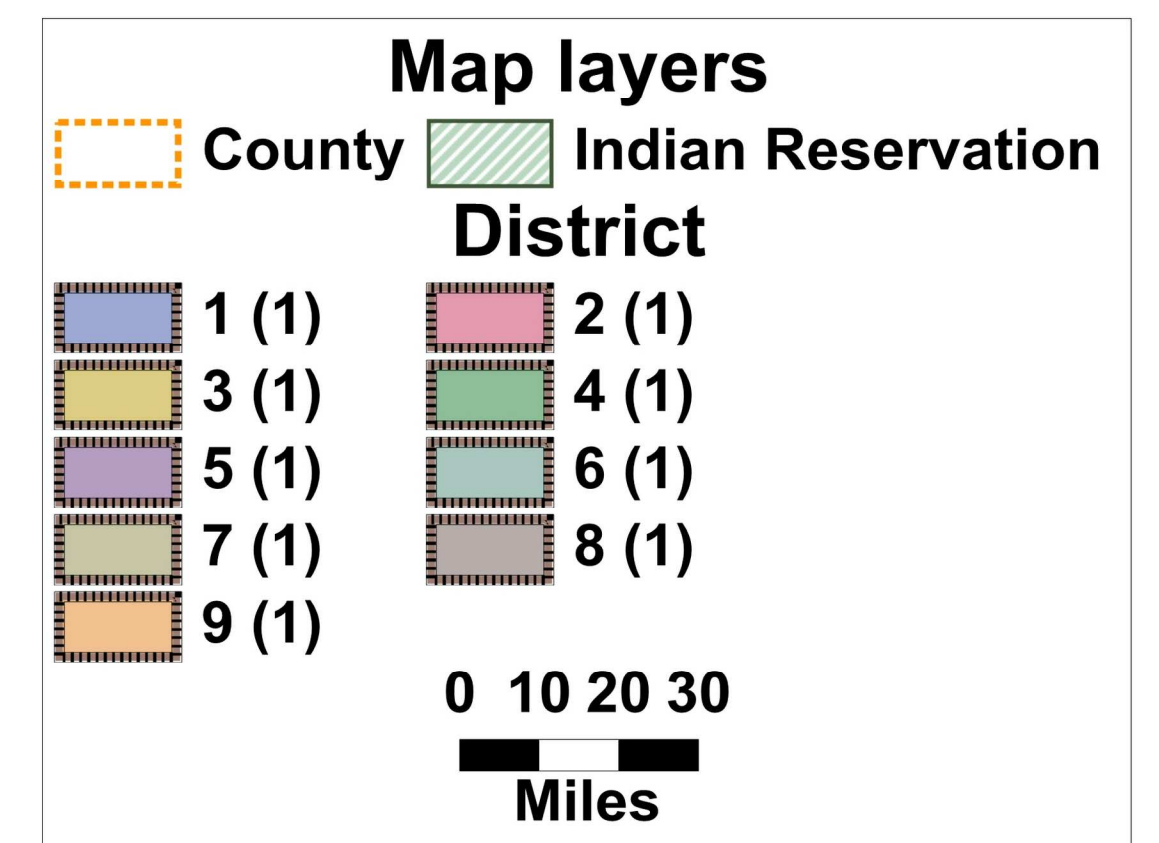 Map layers
County Indian Reservation
District
1 (1) 2 (1)
3 (1) 4 (1)
5 (1) 6 (1)
7 (1) 8 (1)
9 (1)
0 10 20 30
Miles